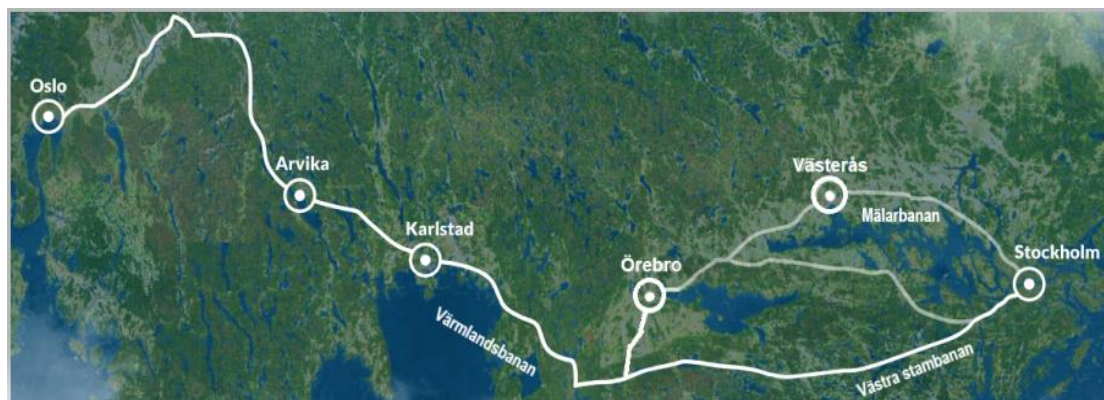 Oslo
Arvika
Karlstad
Värmlandsbanan
Örebro
Västerås
Mälarbanan
Stockholm
Västra stambanan